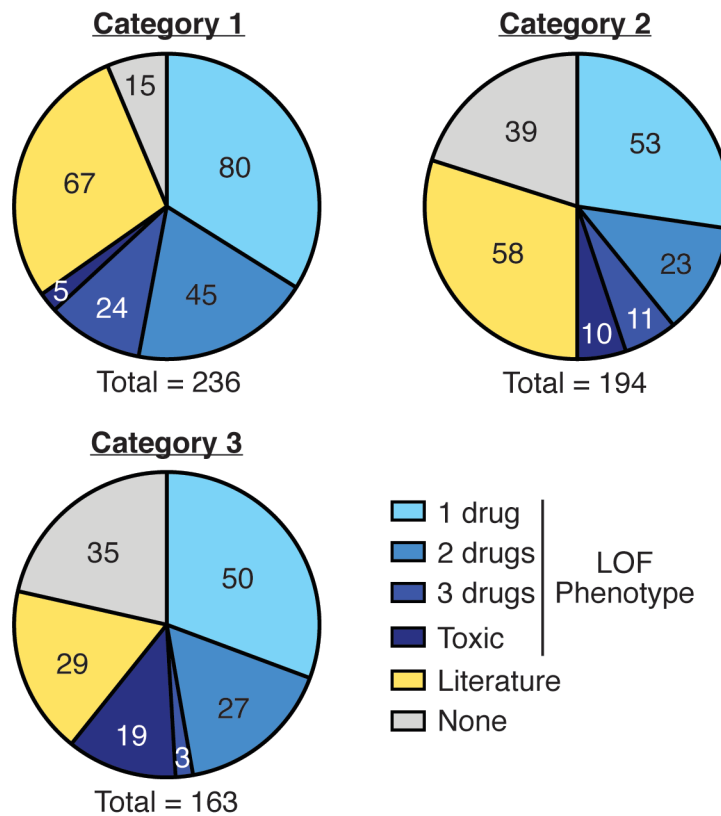 Category 1
15
80
67
45
24
5
Total = 236
Category 2
39
53
58
23
11
10
Total = 194
Category 3
35
50
29
27
19
3
Total = 163
1 drug
2 drugs
3 drugs
Toxic
Literature
None
LOF
Phenotype